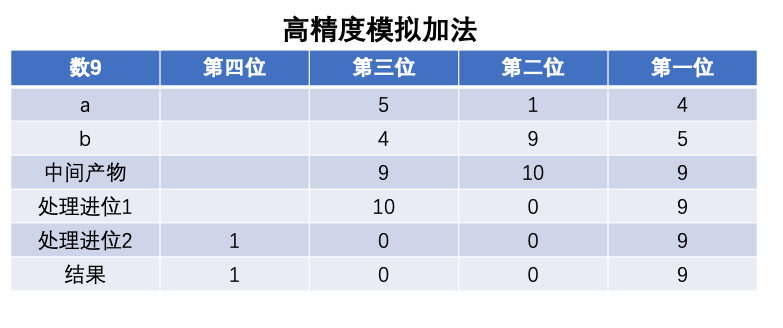 高精度模拟加法
数9 第四位 第三位 第二位 第一位
a 5 1 4
b 4 9 5
中间产物 9 10 9
处理进位1 10 0 9
处理进位2 1 0 0 9
结果 1 0 0 9